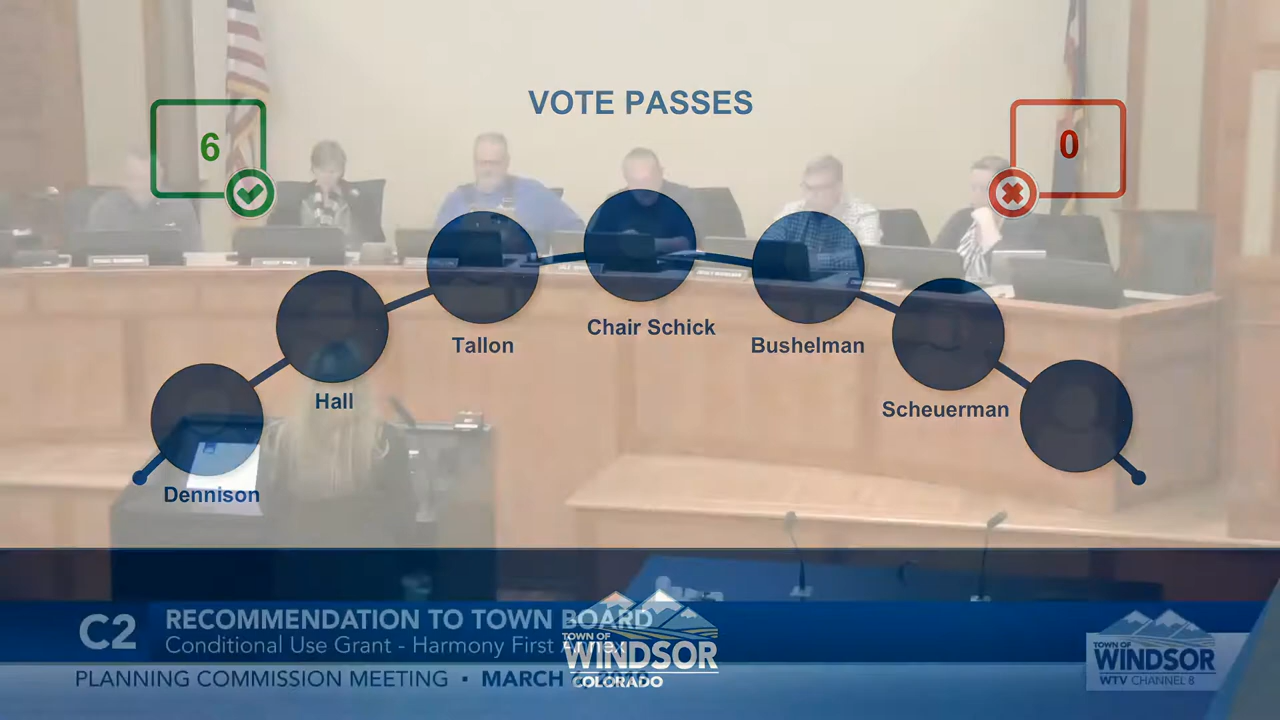 VOTE PASSES
6
0
Chair Schick
Tallon
Bushelman
Hall
Scheuerman
Dennison
C2
RECOMMENDATION TO TOWN BOARD
Conditional Use Grant - Harmony First Annex
PLANNING COMMISSION MEETING • MARCH
TOWN OF
WINDSOR
COLORADO
TOWN OF
WINDSOR
WTV CHANNEL 8